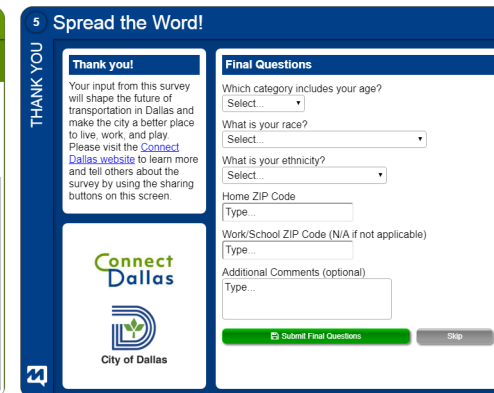 5 Spread the Word!
THANK YOU
Thank you!
Your input from this survey
will shape the future of
transportation in Dallas and
make the city a better place
to live, work, and play.
Please visit the Connect
Dallas website to learn more
and tell others about the
survey by using the sharing
buttons on this screen.
Connect
Dallas
City of Dallas
Final Questions
Which category includes your age?
Select...
What is your race?
Select...
What is your ethnicity?
Select...
Home ZIP Code
Type...
Work/School ZIP Code (N/A if not applicable)
Type...
Additional Comments (optional)
Type...
Submit Final Questions
Skip